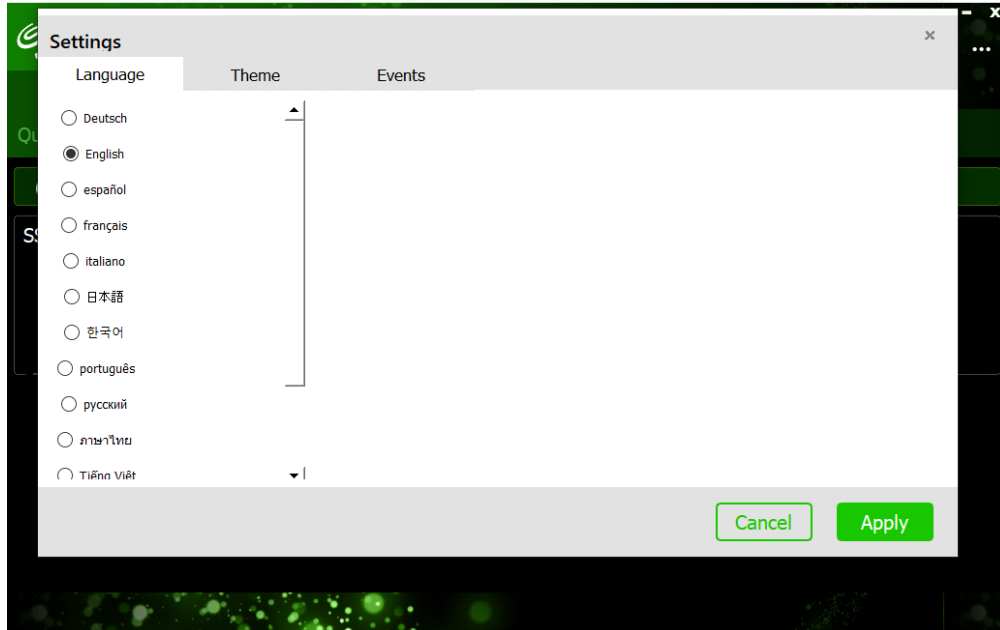 Settings
Language Theme Events
Deutsch
English
español
français
italiano
日本語
한국어
português
русский
ภาษาไทย
Tiếng Việt
Cancel Apply